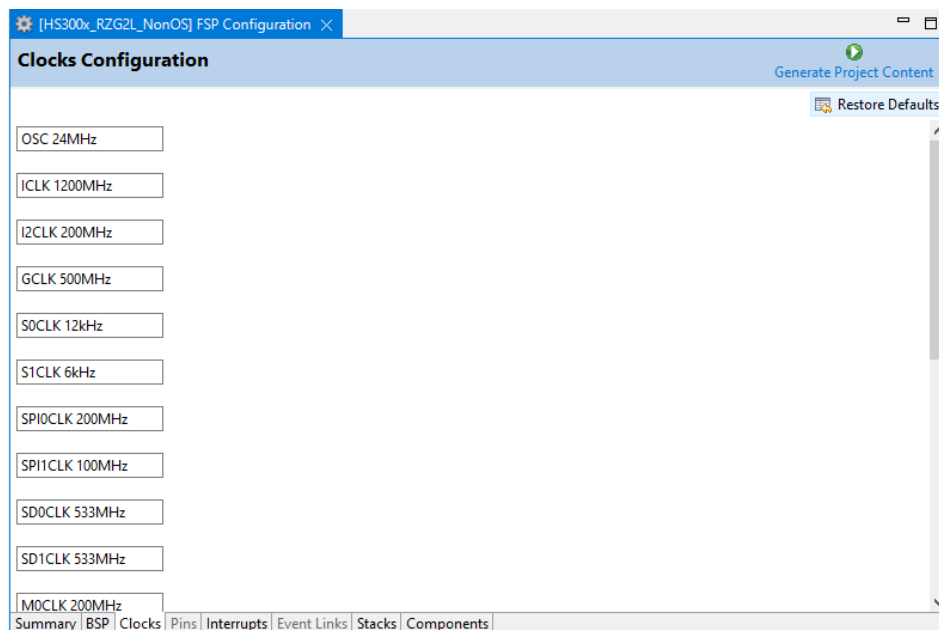 [HS300x_RZG2L_NonOS] FSP Configuration
Clocks Configuration
Generate Project Content
Restore Defaults
OSC 24MHz
ICLK 1200MHz
I2CLK 200MHz
GCLK 500MHz
S0CLK 12kHz
S1CLK 6kHz
SPI0CLK 200MHz
SPI1CLK 100MHz
SD0CLK 533MHz
SD1CLK 533MHz
M0CLK 200MHz
Summary BSP Clocks Pins Interrupts Event Links Stacks Components